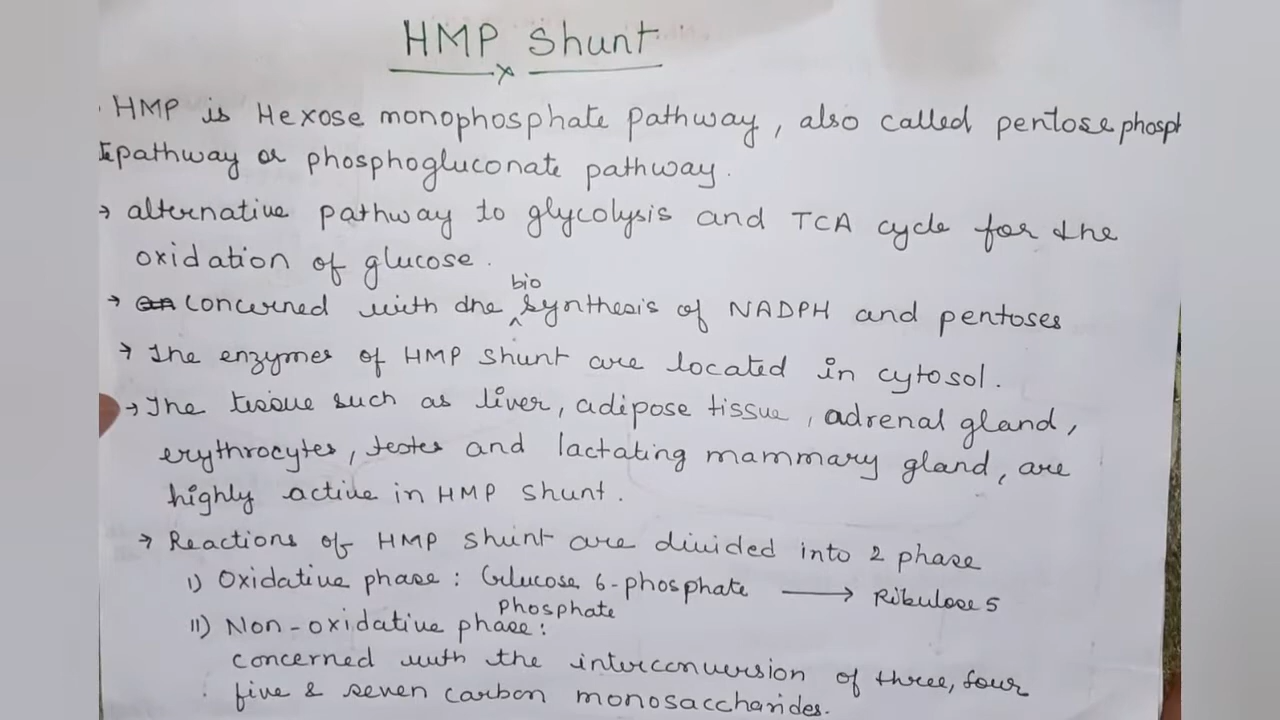 HMP Shunt
HMP is Hexose monophosphate pathway, also called pentose phosph
pathway or phosphogluconate pathway.
→ alternative pathway to glycolysis and TCA cycle for the
oxidation of glucose.
→ concerned with the biosynthesis of NADPH and pentoses
→ The enzymes of HMP shunt are located in cytosol.
→ The tissue such as liver, adipose tissue, adrenal gland,
erythrocytes, testes and lactating mammary gland, are
highly active in HMP shunt.
→ Reactions of HMP shunt are divided into 2 phase
i) Oxidative phase : Glucose 6-phosphate ⟶ Ribulose 5
phosphate
ii) Non-oxidative phase :
concerned with the interconversion of three, four
five & seven carbon monosaccharides.